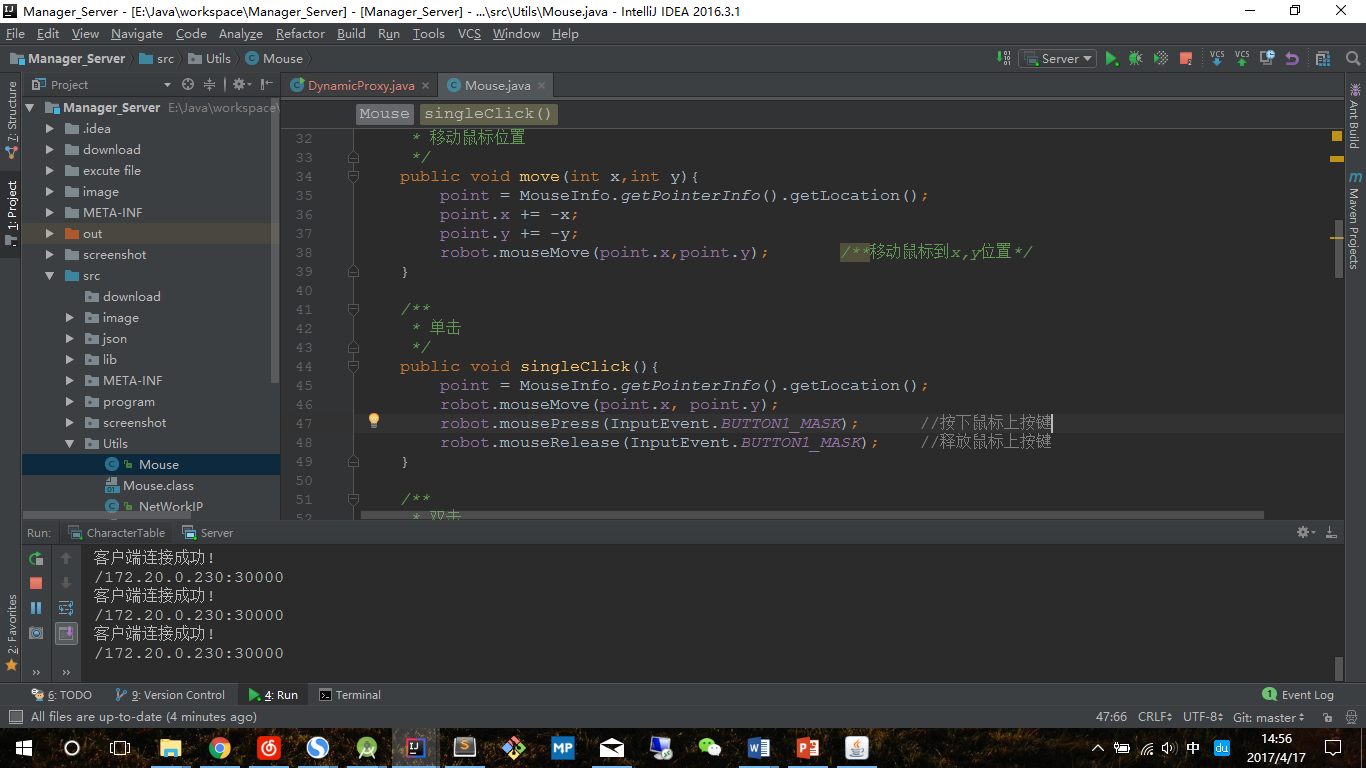 Manager_Server - [E:\Java\workspace\Manager_Server] - [Manager_Server] - ...\src\Utils\Mouse.java - IntelliJ IDEA 2016.3.1
File Edit View Navigate Code Analyze Refactor Build Run Tools VCS Window Help
Manager_Server src Utils Mouse Server VCS VCS
Project DynamicProxy.java Mouse.java
7: Structure
1: Project
2: Favorites
Ant Build
Maven Projects
Manager_Server E:\Java\workspace\
.idea
download
excute file
image
META-INF
out
screenshot
src
download
image
json
lib
META-INF
program
screenshot
Utils
Mouse
Mouse.class
NetWorkIP
Mouse singleClick()
32 * 移动鼠标位置
33 */
34 public void move(int x,int y){
35 point = MouseInfo.getPointerInfo().getLocation();
36 point.x += -x;
37 point.y += -y;
38 robot.mouseMove(point.x,point.y); /**移动鼠标到x,y位置*/
39 }
40
41 /**
42 * 单击
43 */
44 public void singleClick(){
45 point = MouseInfo.getPointerInfo().getLocation();
46 robot.mouseMove(point.x, point.y);
47 robot.mousePress(InputEvent.BUTTON1_MASK); //按下鼠标上按键
48 robot.mouseRelease(InputEvent.BUTTON1_MASK); //释放鼠标上按键
49 }
50
51 /**
52 * 双击
Run: CharacterTable Server
客户端连接成功!
/172.20.0.230:30000
客户端连接成功!
/172.20.0.230:30000
客户端连接成功!
/172.20.0.230:30000
6: TODO 9: Version Control 4: Run Terminal 1 Event Log
All files are up-to-date (4 minutes ago) 47:66 CRLF UTF-8 Git: master
IJ S MP 中 du 14:56
2017/4/17